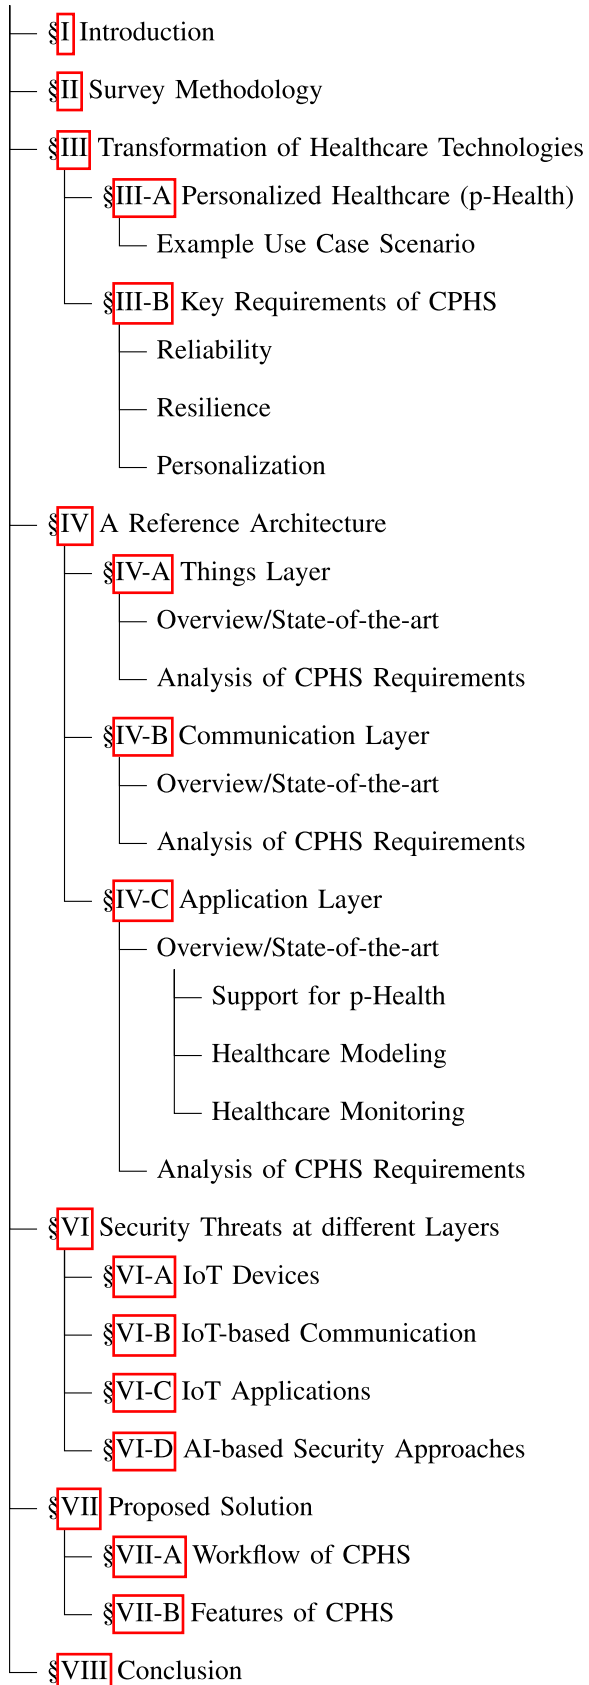 §I Introduction
§II Survey Methodology
§III Transformation of Healthcare Technologies
§III-A Personalized Healthcare (p-Health)
Example Use Case Scenario
§III-B Key Requirements of CPHS
Reliability
Resilience
Personalization
§IV A Reference Architecture
§IV-A Things Layer
Overview/State-of-the-art
Analysis of CPHS Requirements
§IV-B Communication Layer
Overview/State-of-the-art
Analysis of CPHS Requirements
§IV-C Application Layer
Overview/State-of-the-art
Support for p-Health
Healthcare Modeling
Healthcare Monitoring
Analysis of CPHS Requirements
§VI Security Threats at different Layers
§VI-A IoT Devices
§VI-B IoT-based Communication
§VI-C IoT Applications
§VI-D AI-based Security Approaches
§VII Proposed Solution
§VII-A Workflow of CPHS
§VII-B Features of CPHS
§VIII Conclusion